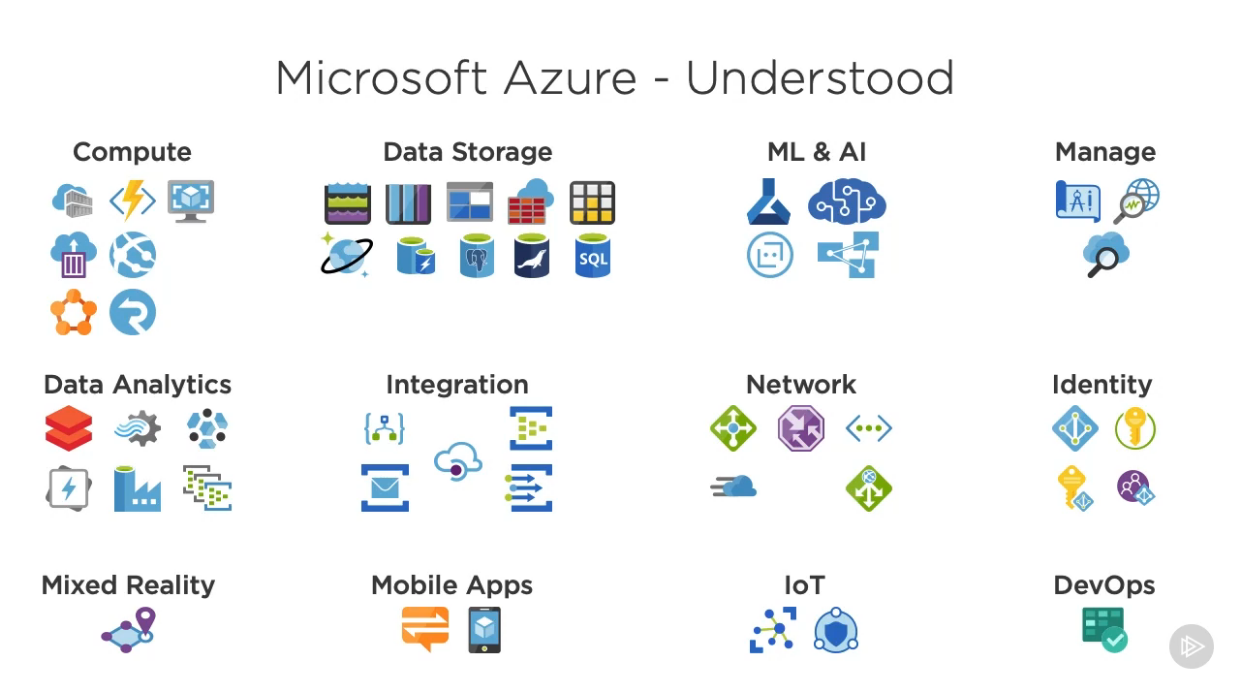 Microsoft Azure - Understood
Compute
Data Storage
ML & AI
Manage
SQL
Data Analytics
Integration
Network
Identity
Mixed Reality
Mobile Apps
IoT
DevOps